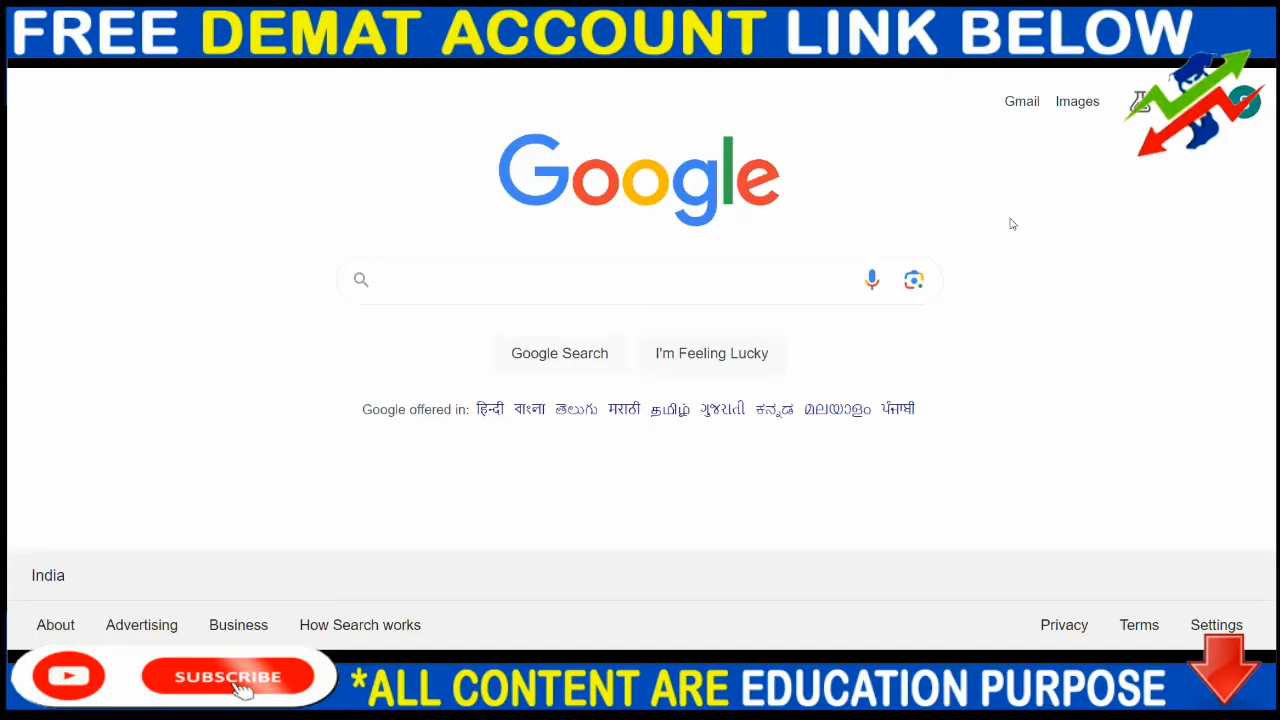 FREE DEMAT ACCOUNT LINK BELOW
Gmail Images
Google
Google Search I'm Feeling Lucky
Google offered in: हिन्दी বাংলা తెలుగు मराठी தமிழ் ગુજરાતી ಕನ್ನಡ മലയാളം ਪੰਜਾਬੀ
India
About Advertising Business How Search works Privacy Terms Settings
SUBSCRIBE
*ALL CONTENT ARE EDUCATION PURPOSE